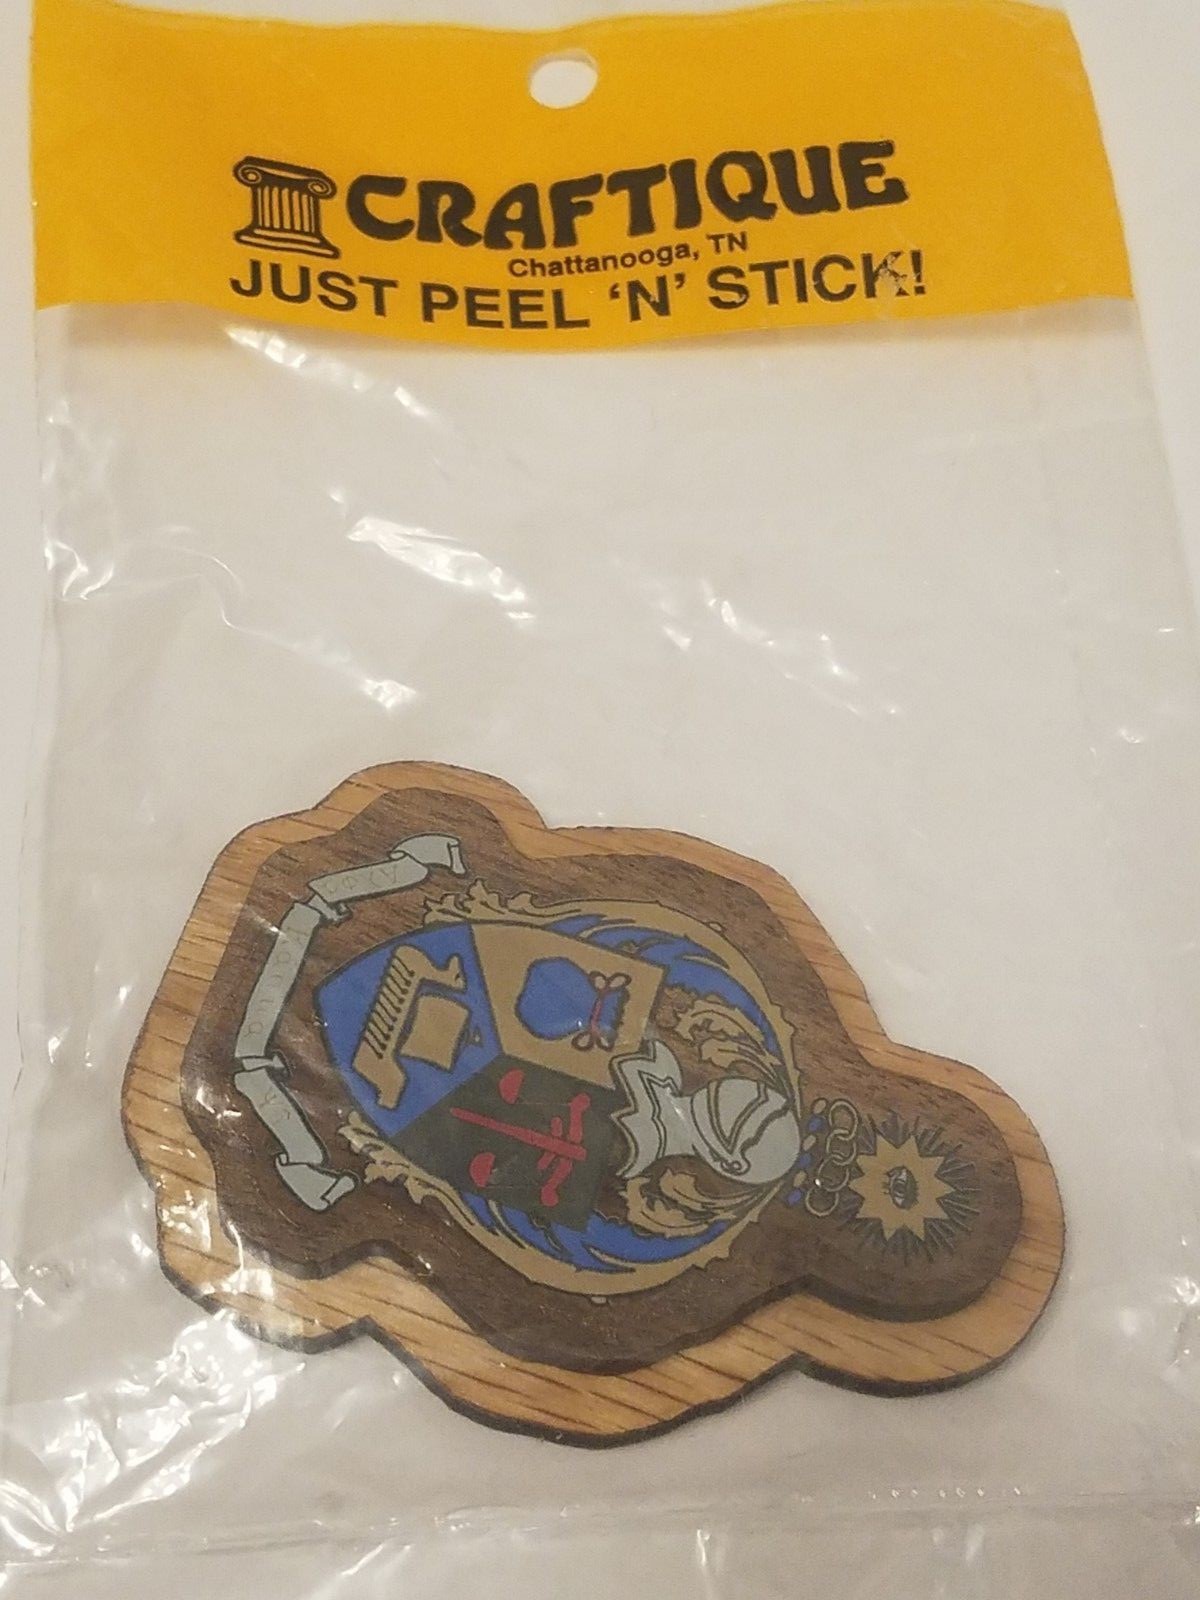 CRAFTIQUE
Chattanooga, TN
JUST PEEL 'N' STICK!